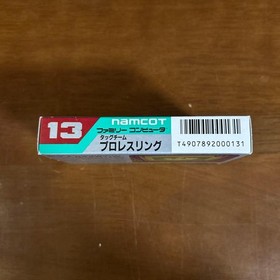 13
namcot
ファミリー コンピュータ
タッグチーム
プロレスリング
T4907892000131